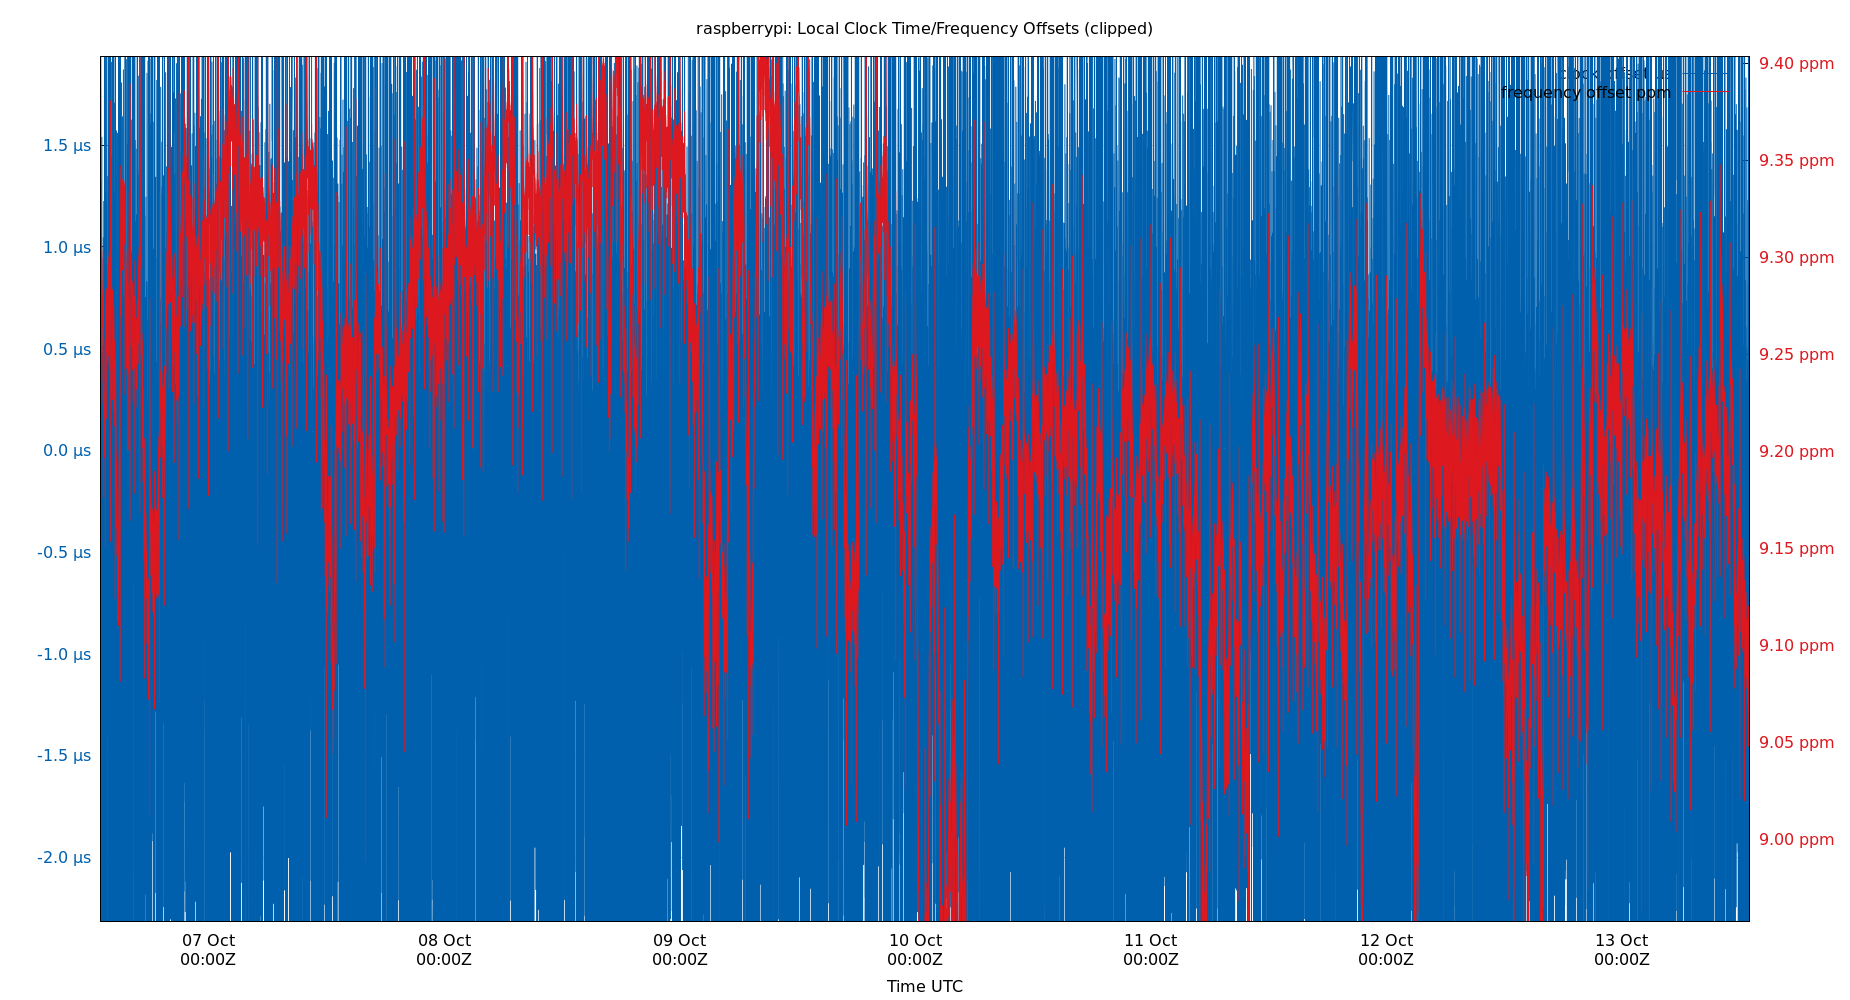 raspberrypi: Local Clock Time/Frequency Offsets (clipped)
clock offset µs
frequency offset ppm
1.5 µs
1.0 µs
0.5 µs
0.0 µs
-0.5 µs
-1.0 µs
-1.5 µs
-2.0 µs
9.40 ppm
9.35 ppm
9.30 ppm
9.25 ppm
9.20 ppm
9.15 ppm
9.10 ppm
9.05 ppm
9.00 ppm
07 Oct 08 Oct 09 Oct 10 Oct 11 Oct 12 Oct 13 Oct
00:00Z 00:00Z 00:00Z 00:00Z 00:00Z 00:00Z 00:00Z
Time UTC